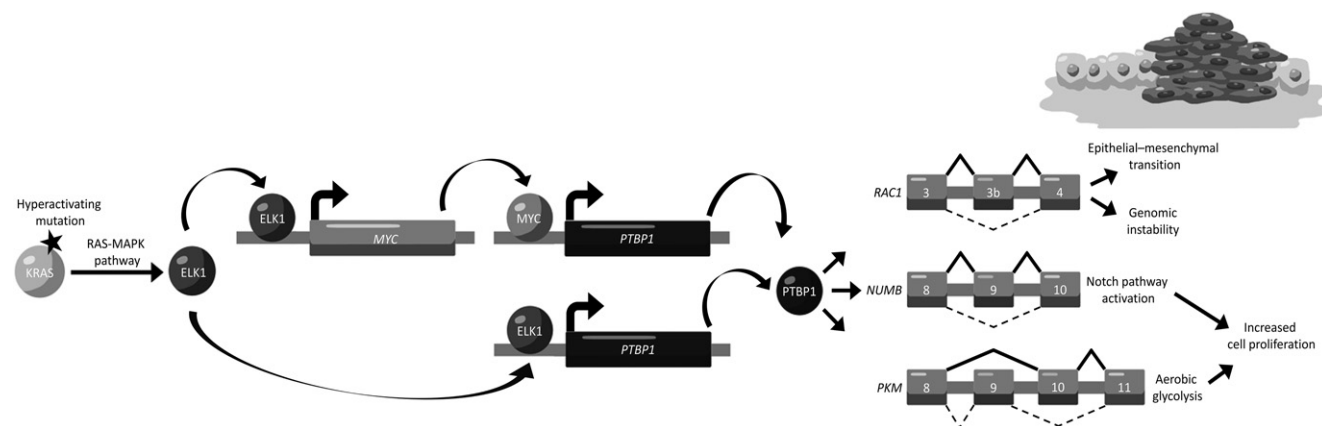 Hyperactivating
mutation
KRAS
RAS-MAPK
pathway
ELK1
ELK1
MYC
MYC
PTBP1
ELK1
PTBP1
PTBP1
RAC1
3
3b
4
Epithelial–mesenchymal
transition
Genomic
instability
NUMB
8
9
10
Notch pathway
activation
PKM
8
9
10
11
Aerobic
glycolysis
Increased
cell proliferation